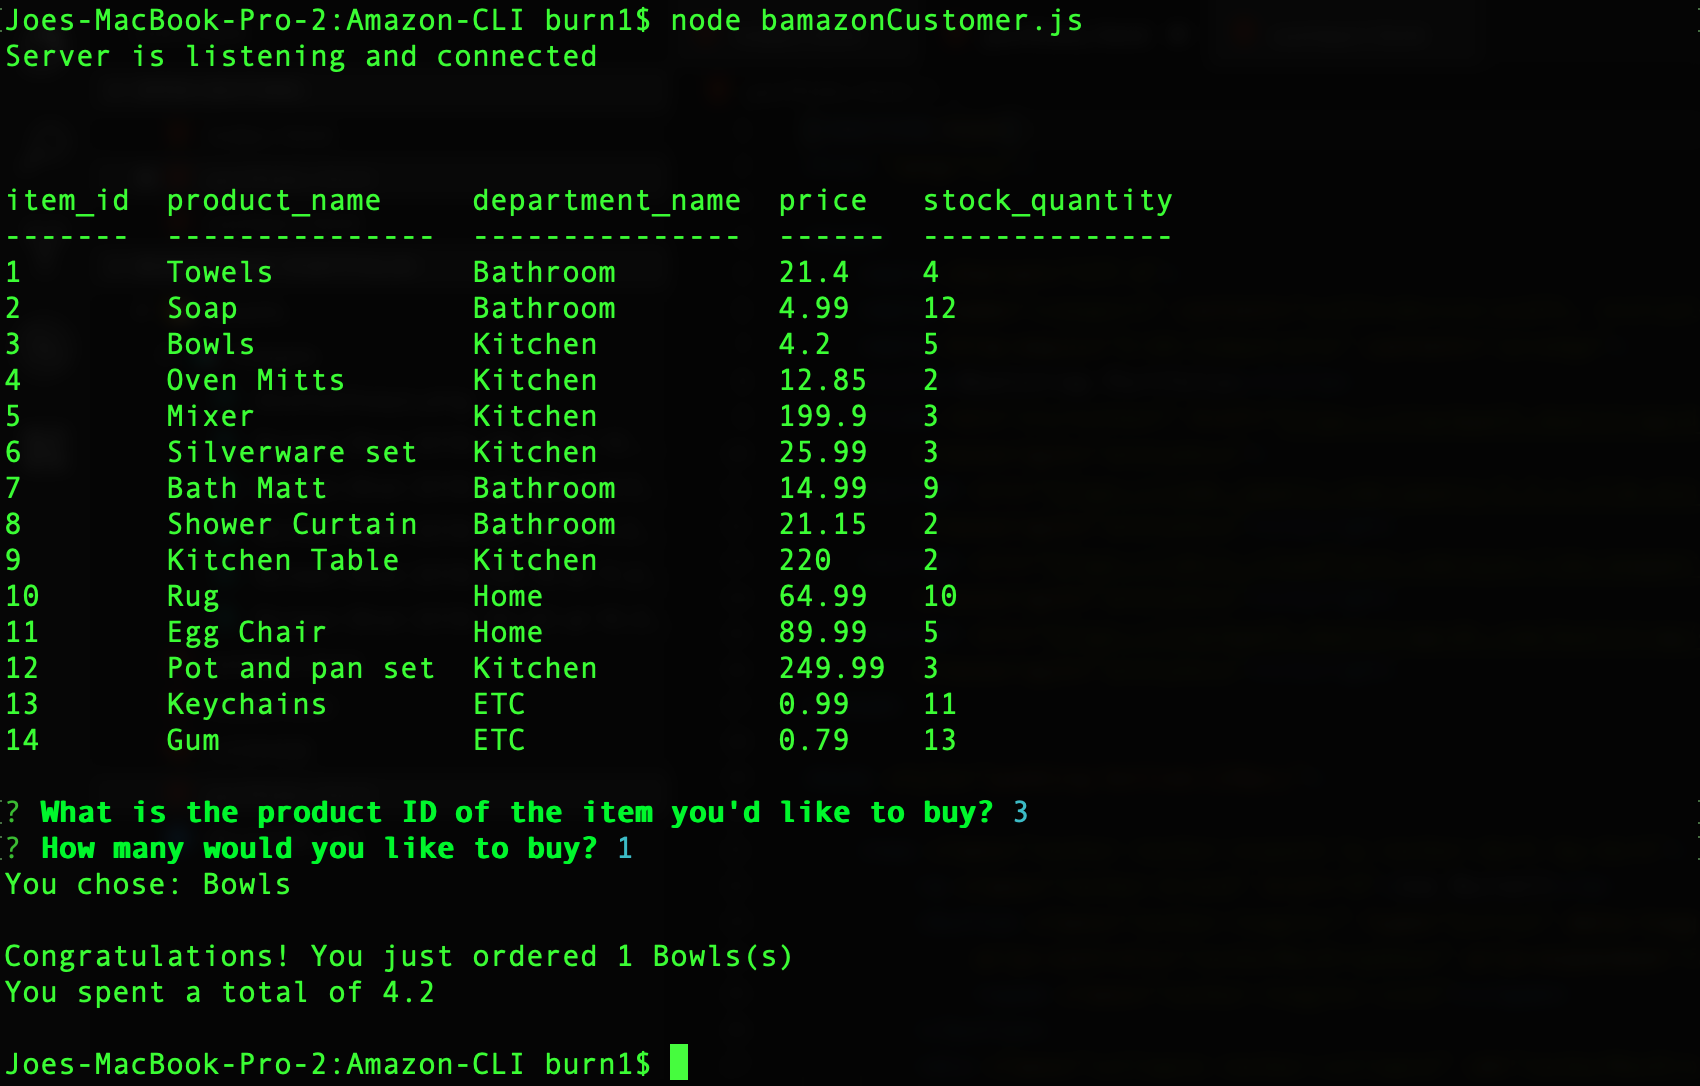 Joes-MacBook-Pro-2:Amazon-CLI burn1$ node bamazonCustomer.js
Server is listening and connected
item_id  product_name     department_name  price   stock_quantity
-------  ---------------  ---------------  ------  --------------
1        Towels           Bathroom         21.4    4
2        Soap             Bathroom         4.99    12
3        Bowls            Kitchen          4.2     5
4        Oven Mitts       Kitchen          12.85   2
5        Mixer            Kitchen          199.9   3
6        Silverware set   Kitchen          25.99   3
7        Bath Matt        Bathroom         14.99   9
8        Shower Curtain   Bathroom         21.15   2
9        Kitchen Table    Kitchen          220     2
10       Rug              Home             64.99   10
11       Egg Chair        Home             89.99   5
12       Pot and pan set  Kitchen          249.99  3
13       Keychains        ETC              0.99    11
14       Gum              ETC              0.79    13
? What is the product ID of the item you'd like to buy? 3
? How many would you like to buy? 1
You chose: Bowls
Congratulations! You just ordered 1 Bowls(s)
You spent a total of 4.2
Joes-MacBook-Pro-2:Amazon-CLI burn1$